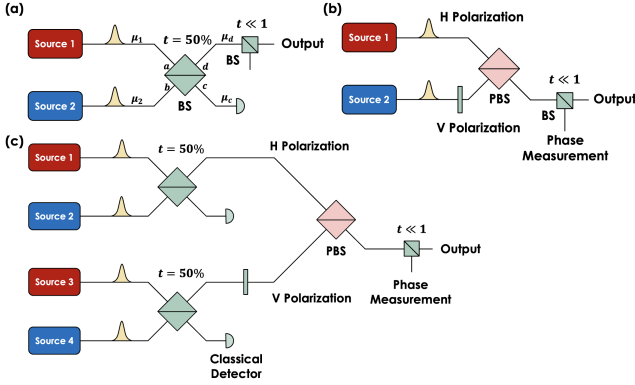 (a)
Source 1
μ₁
t = 50%
μ_d
t ≪ 1
Output
a
d
BS
b
c
Source 2
μ₂
BS
μ_c
(b)
H Polarization
Source 1
t ≪ 1
Source 2
PBS
Output
BS
V Polarization
Phase
Measurement
(c)
t = 50%
H Polarization
Source 1
Source 2
t ≪ 1
PBS
Output
Source 3
t = 50%
V Polarization
Phase
Measurement
Source 4
Classical
Detector